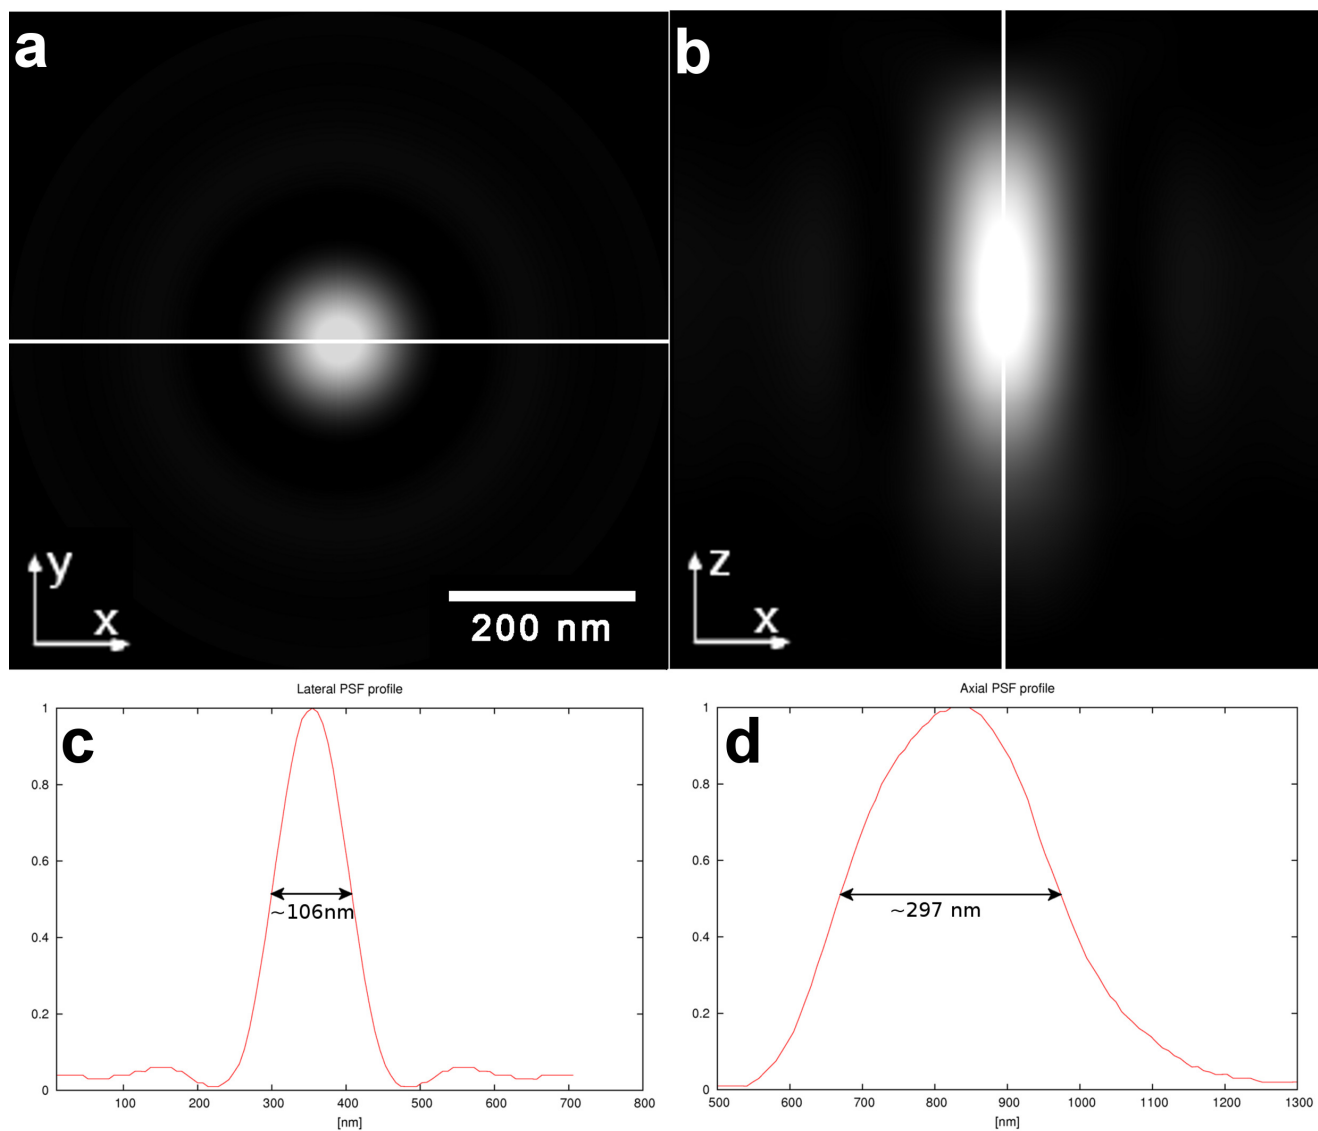 a
b
y
x
200 nm
z
x
Lateral PSF profile
c
1
0.8
0.6
0.4
0.2
0
~106nm
100 200 300 400 500 600 700 800
[nm]
Axial PSF profile
d
1
0.8
0.6
0.4
0.2
0
~297 nm
500 600 700 800 900 1000 1100 1200 1300
[nm]